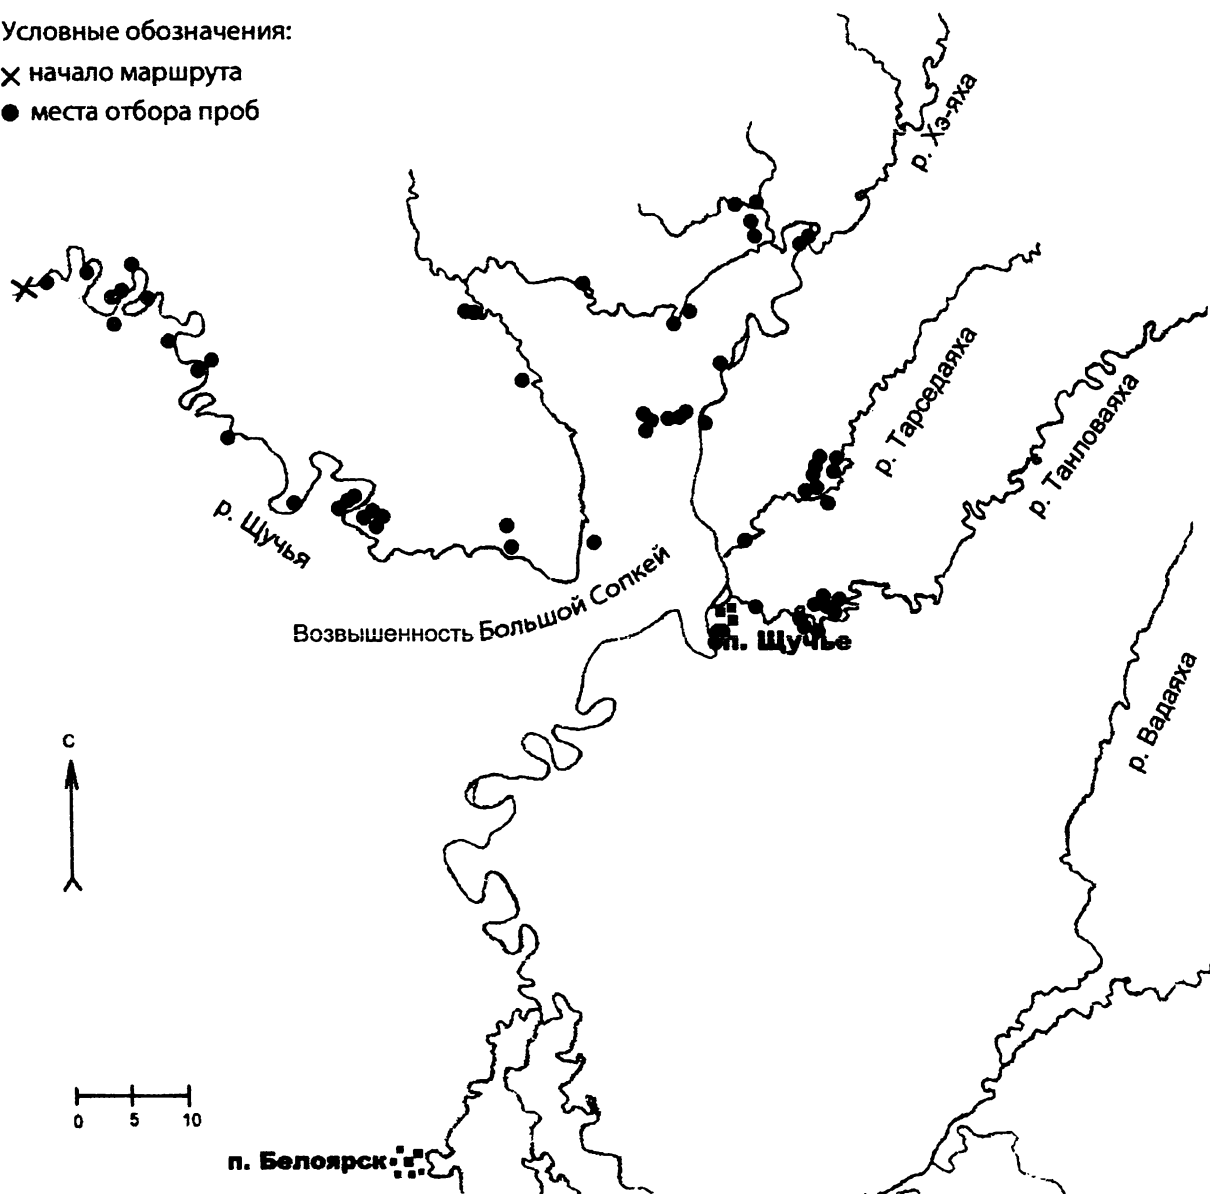 Условные обозначения:
начало маршрута
места отбора проб
р. Хэ-яха
р. Тарседаяха
р. Танловаяха
р. Щучья
Возвышенность Большой Сопкей
п. Щучье
р. Вадаяха
С
0 5 10
п. Белоярск